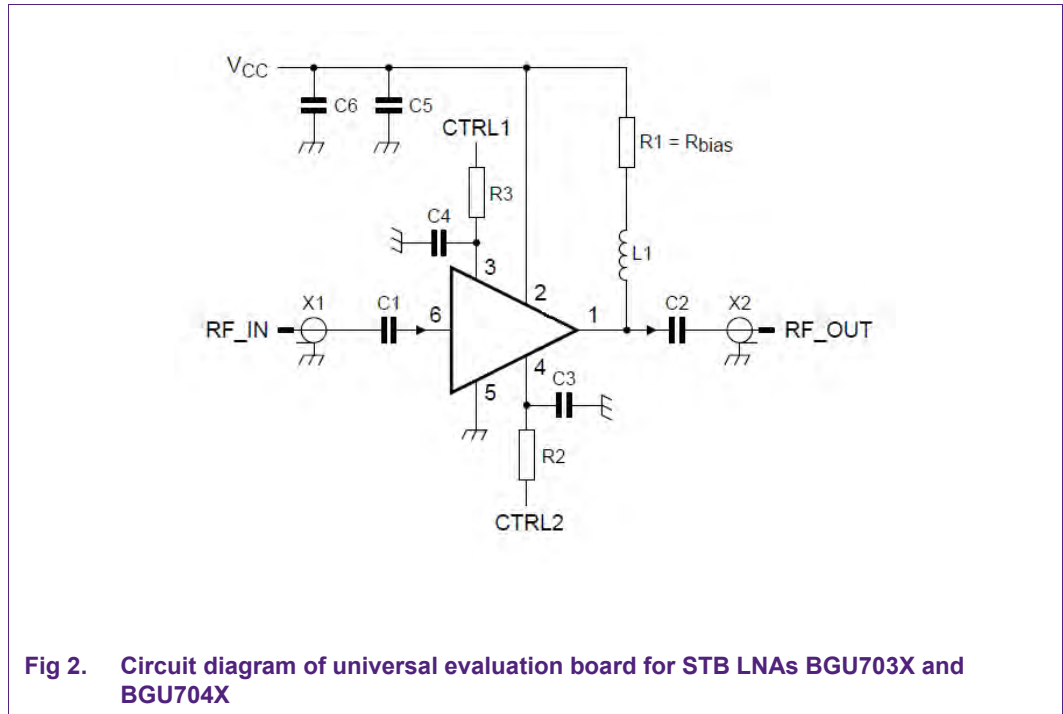 VCC
C6
C5
CTRL1
R1 = Rbias
R3
C4
L1
3
2
X1
C1
1
C2
X2
RF_IN
6
RF_OUT
4
C3
5
R2
CTRL2
Fig 2. Circuit diagram of universal evaluation board for STB LNAs BGU703X and
BGU704X